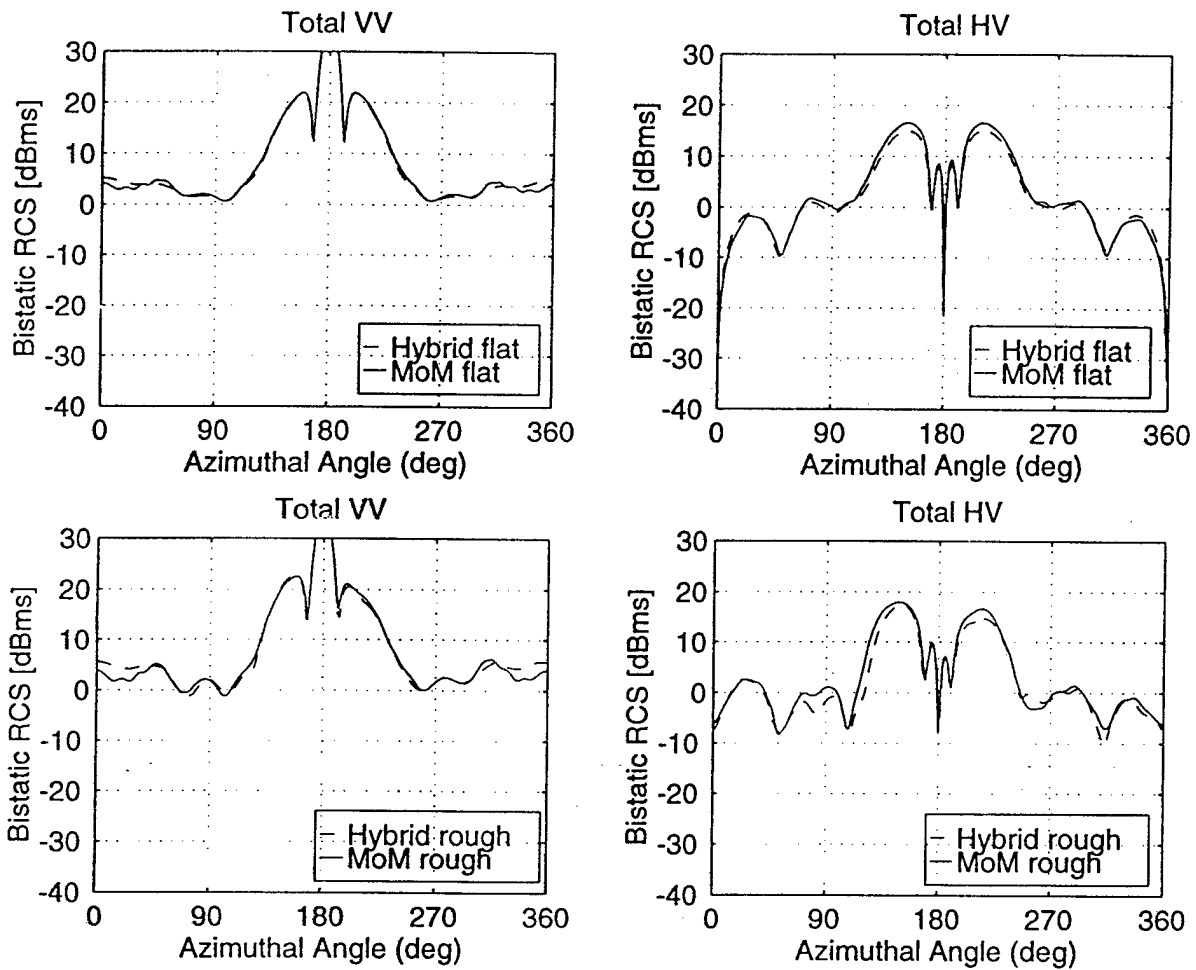 Total VV
Bistatic RCS [dBms]
30
20
10
0
-10
-20
-30
-40
Hybrid flat
MoM flat
0 90 180 270 360
Azimuthal Angle (deg)
Total HV
Bistatic RCS [dBms]
30
20
10
0
-10
-20
-30
-40
Hybrid flat
MoM flat
0 90 180 270 360
Azimuthal Angle (deg)
Total VV
Bistatic RCS [dBms]
30
20
10
0
-10
-20
-30
-40
Hybrid rough
MoM rough
0 90 180 270 360
Azimuthal Angle (deg)
Total HV
Bistatic RCS [dBms]
30
20
10
0
-10
-20
-30
-40
Hybrid rough
MoM rough
0 90 180 270 360
Azimuthal Angle (deg)